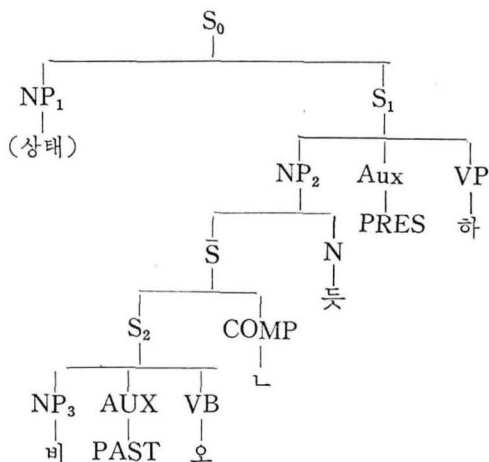 S₀
NP₁ S₁
(상태)
NP₂ Aux VP
PRES 하
S̄ N
듯
S₂ COMP
ㄴ
NP₃ AUX VB
비 PAST 오